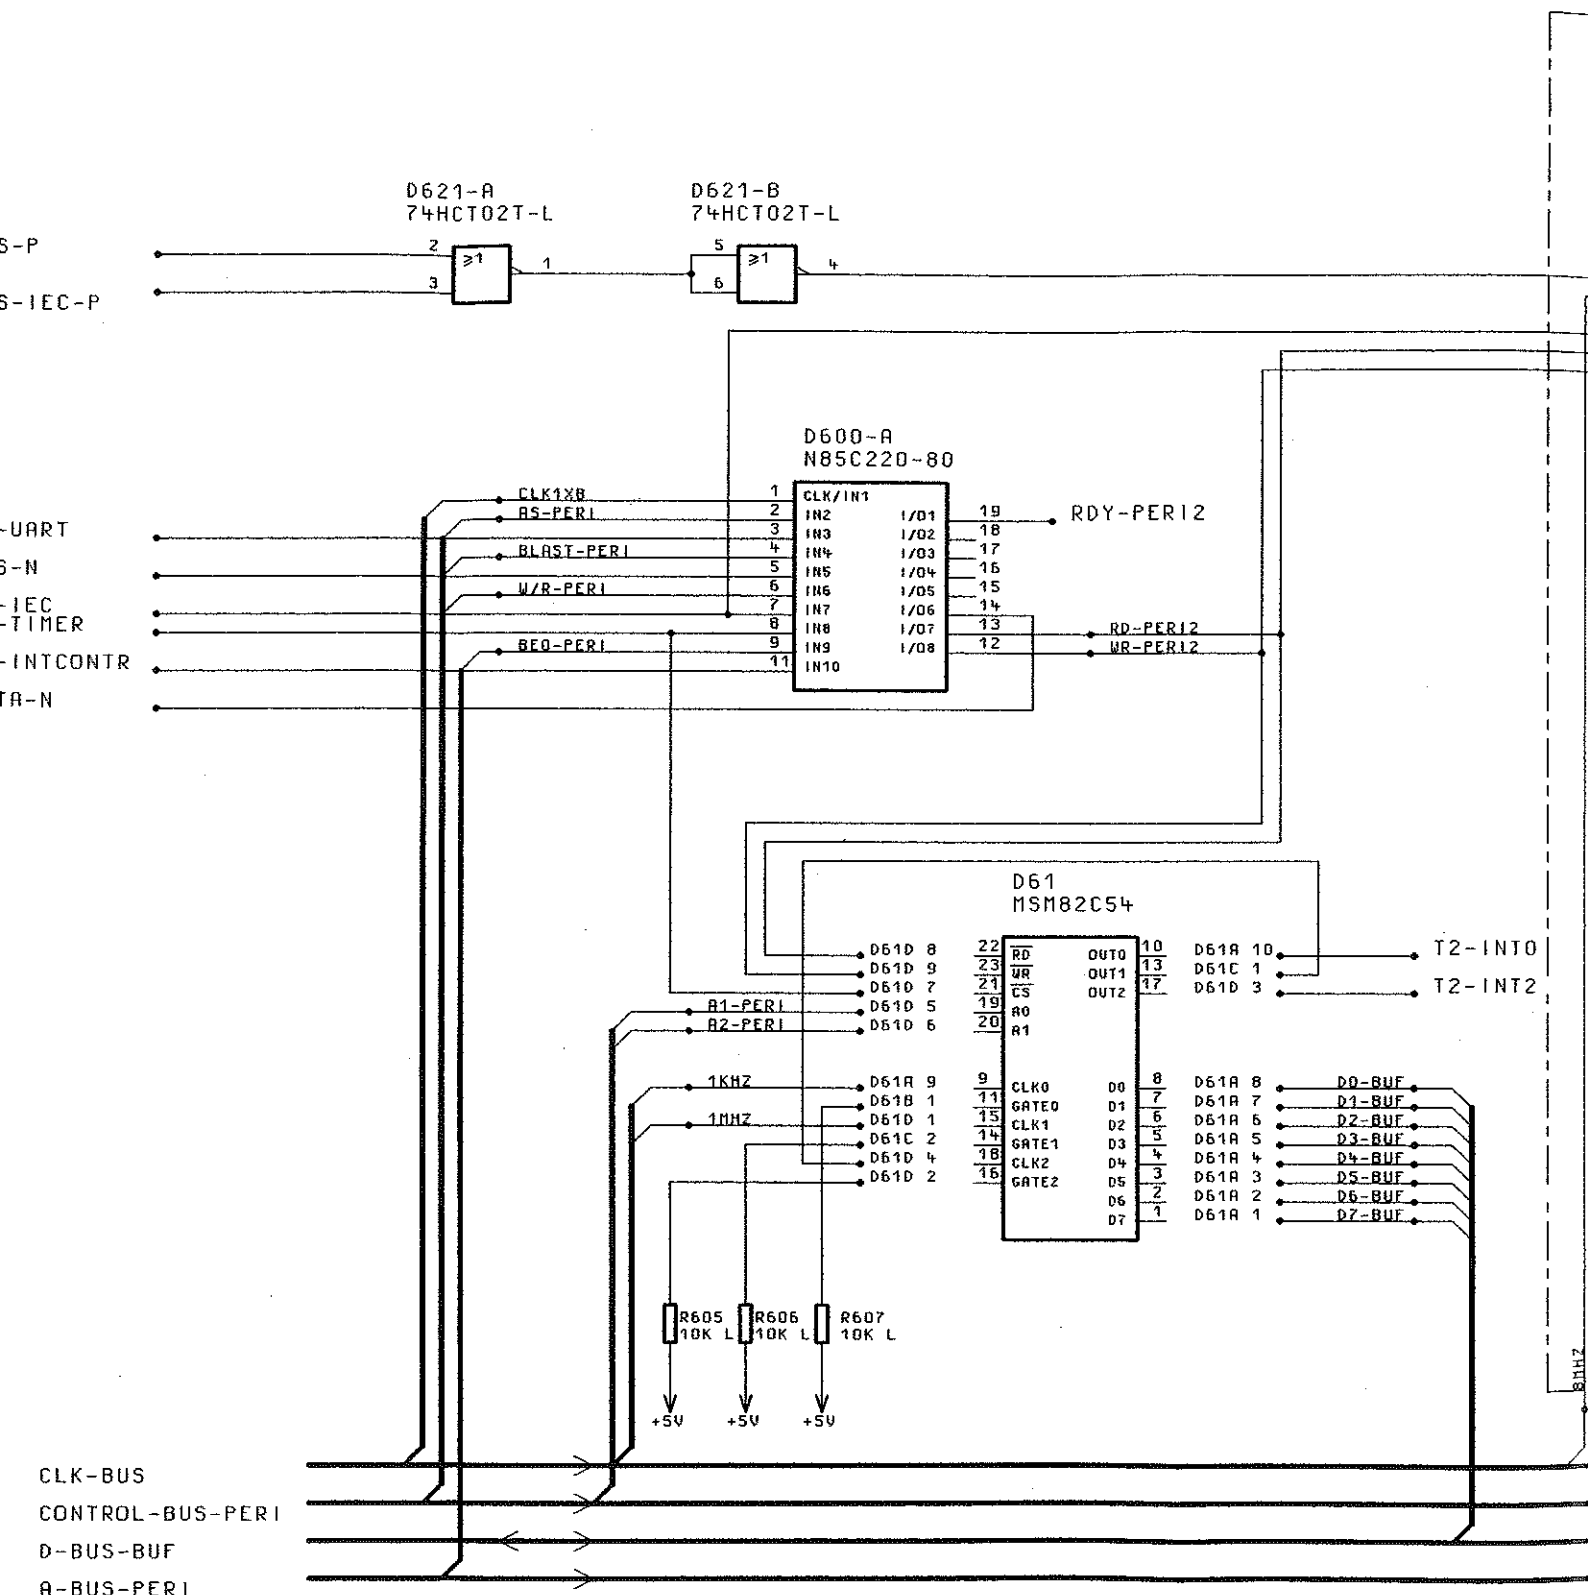 D621-A
74HCT02T-L
D621-B
74HCT02T-L
S-P
2
≥1
1
5
≥1
4
3
6
S-IEC-P
D600-A
N85C220-80
CLK1XB
1
CLK/IN1
AS-PERI
2
IN2
I/O1
19
RDY-PERI2
-UART
3
IN3
I/O2
18
BLAST-PERI
4
IN4
I/O3
17
S-N
5
IN5
I/O4
16
W/R-PERI
6
IN6
I/O5
15
-IEC
7
IN7
I/O6
14
-TIMER
8
IN8
I/O7
13
RD-PERI2
BE0-PERI
9
IN9
I/O8
12
WR-PERI2
-INTCONTR
11
IN10
TA-N
D61
MSM82C54
D61D 8
22
RD
OUT0
10
D61A 10
T2-INT0
D61D 9
23
WR
OUT1
13
D61C 1
D61D 7
21
CS
OUT2
17
D61D 3
T2-INT2
A1-PERI
D61D 5
19
A0
A2-PERI
D61D 6
20
A1
1KHZ
D61A 9
9
CLK0
D0
8
D61A 8
D0-BUF
D61B 1
11
GATE0
D1
7
D61A 7
D1-BUF
1MHZ
D61D 1
15
CLK1
D2
6
D61A 6
D2-BUF
D61C 2
14
GATE1
D3
5
D61A 5
D3-BUF
D61D 4
18
CLK2
D4
4
D61A 4
D4-BUF
D61D 2
16
GATE2
D5
3
D61A 3
D5-BUF
D6
2
D61A 2
D6-BUF
D7
1
D61A 1
D7-BUF
R605
10K L
R606
10K L
R607
10K L
+5V
+5V
+5V
8MHZ
CLK-BUS
CONTROL-BUS-PERI
D-BUS-BUF
A-BUS-PERI